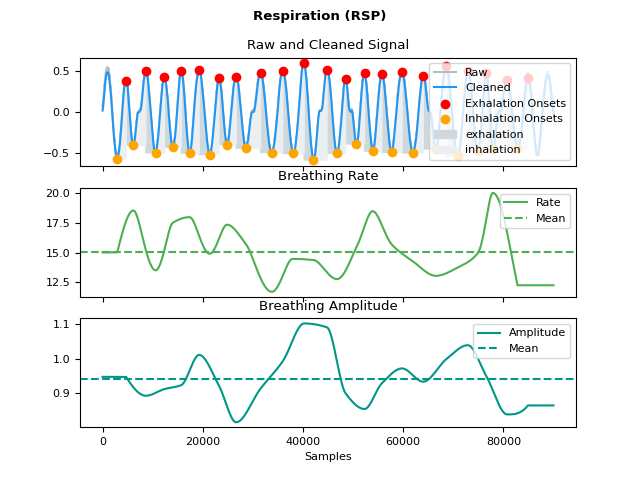 Respiration (RSP)
Raw and Cleaned Signal
0.5
0.0
−0.5
Raw
Cleaned
Exhalation Onsets
Inhalation Onsets
exhalation
inhalation
Breathing Rate
20.0
17.5
15.0
12.5
Rate
Mean
Breathing Amplitude
1.1
1.0
0.9
Amplitude
Mean
0 20000 40000 60000 80000
Samples